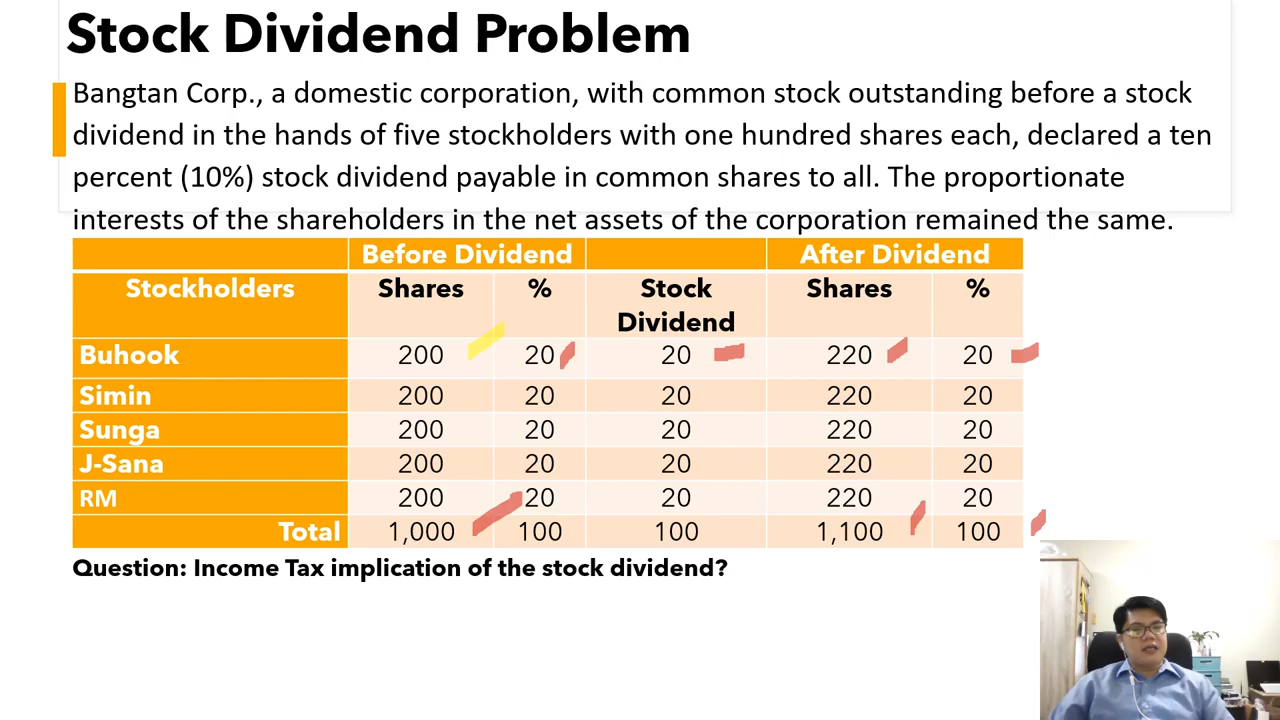 Stock Dividend Problem
Bangtan Corp., a domestic corporation, with common stock outstanding before a stock
dividend in the hands of five stockholders with one hundred shares each, declared a ten
percent (10%) stock dividend payable in common shares to all. The proportionate
interests of the shareholders in the net assets of the corporation remained the same.
Before Dividend After Dividend
Stockholders Shares % Stock Dividend Shares %
Buhook 200 20 20 220 20
Simin 200 20 20 220 20
Sunga 200 20 20 220 20
J-Sana 200 20 20 220 20
RM 200 20 20 220 20
Total 1,000 100 100 1,100 100
Question: Income Tax implication of the stock dividend?